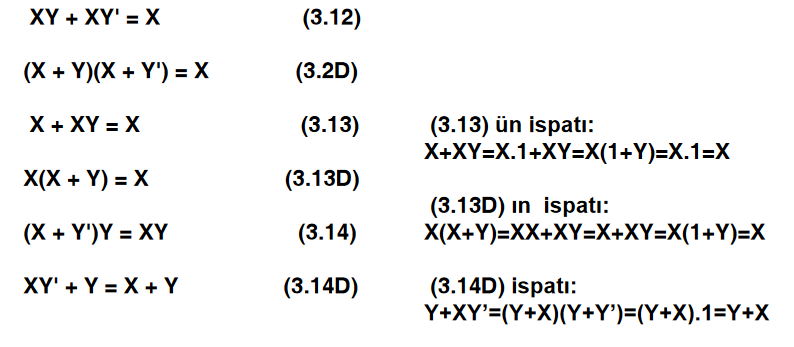 XY + XY' = X (3.12)
(X + Y)(X + Y') = X (3.2D)
X + XY = X (3.13) (3.13) ün ispatı:
X+XY=X.1+XY=X(1+Y)=X.1=X
X(X + Y) = X (3.13D)
(3.13D) ın ispatı:
(X + Y')Y = XY (3.14) X(X+Y)=XX+XY=X+XY=X(1+Y)=X
XY' + Y = X + Y (3.14D) (3.14D) ispatı:
Y+XY’=(Y+X)(Y+Y’)=(Y+X).1=Y+X